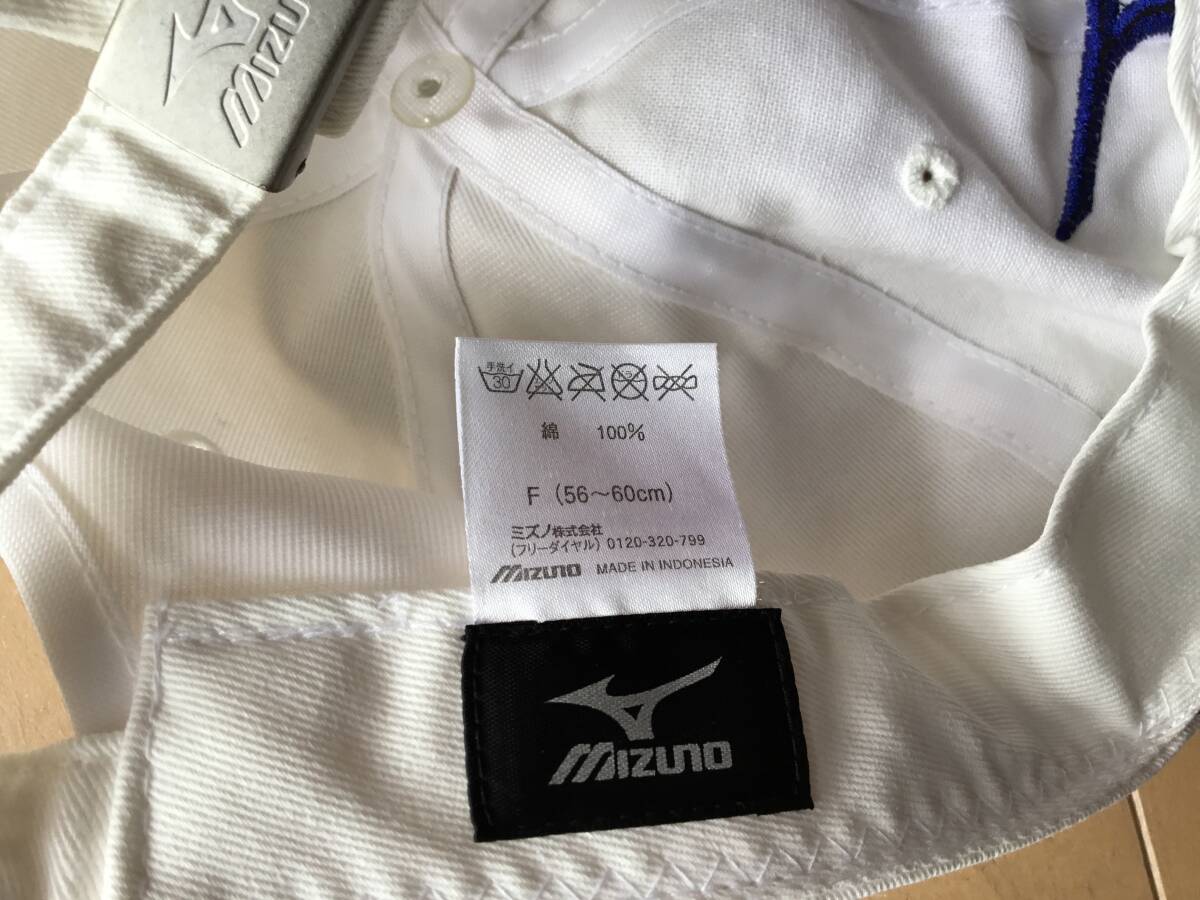 MIZU
手洗イ
30
綿 100%
F (56～60cm)
ミズノ株式会社
(フリーダイヤル) 0120-320-799
MIZUNO MADE IN INDONESIA
MIZUNO